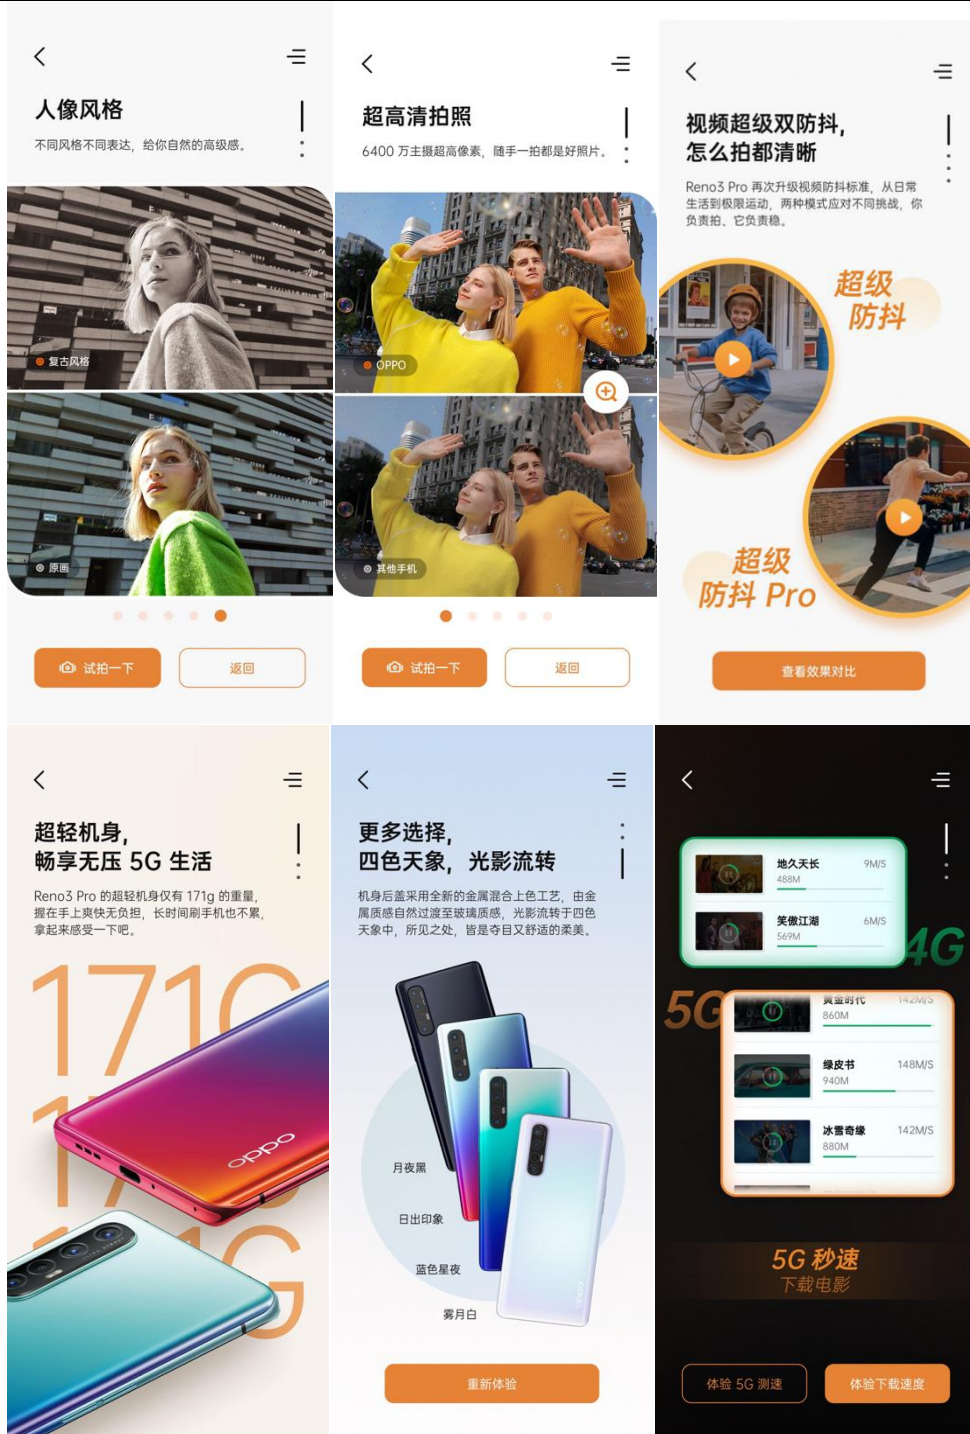 人像风格
不同风格不同表达，给你自然的高级感。
复古风格
原画
试拍一下
返回
超高清拍照
6400 万主摄超高像素，随手一拍都是好照片。
OPPO
其他手机
试拍一下
返回
视频超级双防抖，
怎么拍都清晰
Reno3 Pro 再次升级视频防抖标准，从日常
生活到极限运动，两种模式应对不同挑战，你
负责拍、它负责稳。
超级
防抖
超级
防抖 Pro
查看效果对比
超轻机身，
畅享无压 5G 生活
Reno3 Pro 的超轻机身仅有 171g 的重量，
握在手上爽快无负担，长时间刷手机也不累，
拿起来感受一下吧。
171G
171G
171G
oppo
更多选择，
四色天象，光影流转
机身后盖采用全新的金属混合上色工艺，由金
属质感自然过渡至玻璃质感，光影流转于四色
天象中，所见之处，皆是夺目又舒适的柔美。
月夜黑
日出印象
蓝色星夜
雾月白
重新体验
地久天长 9M/S
488M
笑傲江湖 6M/S
569M
4G
5G
黄金时代 142M/S
860M
绿皮书 148M/S
940M
冰雪奇缘 142M/S
880M
5G 秒速
下载电影
体验 5G 测速
体验下载速度